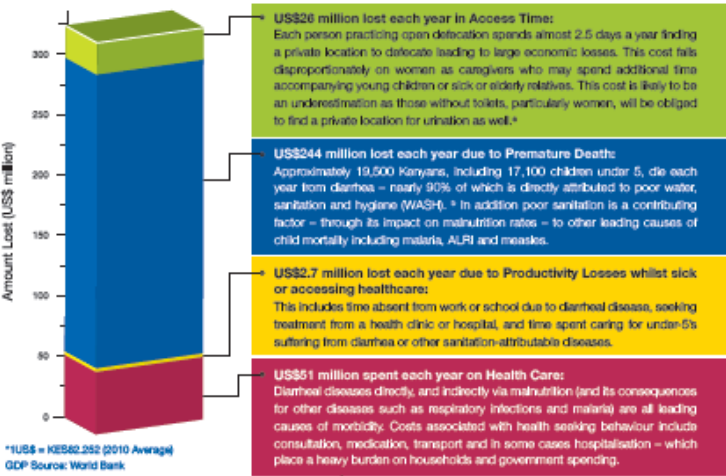 US$26 million lost each year in Access Time:
Each person practicing open defecation spends almost 2.5 days a year finding
a private location to defecate leading to large economic losses. This cost falls
disproportionately on women as caregivers who may spend additional time
accompanying young children or sick or elderly relatives. This cost is likely to be
an underestimation as those without toilets, particularly women, will be obliged
to find a private location for urination as well.
US$244 million lost each year due to Premature Death:
Approximately 19,500 Kenyans, including 17,100 children under 5, die each
year from diarrhea – nearly 90% of which is directly attributed to poor water,
sanitation and hygiene (WASH). In addition poor sanitation is a contributing
factor – through its impact on malnutrition rates – to other leading causes of
child mortality including malaria, ALRI and measles.
US$2.7 million lost each year due to Productivity Losses whilst sick
or accessing healthcare:
This includes time absent from work or school due to diarrheal disease, seeking
treatment from a health clinic or hospital, and time spent caring for under-5's
suffering from diarrhea or other sanitation-attributable diseases.
US$51 million spent each year on Health Care:
Diarrheal diseases directly, and indirectly via malnutrition (and its consequences
for other diseases such as respiratory infections and malaria) are all leading
causes of morbidity. Costs associated with health seeking behaviour include
consultation, medication, transport and in some cases hospitalisation – which
place a heavy burden on households and government spending.
Amount Lost (US$ million)
300
250
200
150
100
50
0
*1US$ = KES82.252 (2010 Average)
GDP Source: World Bank